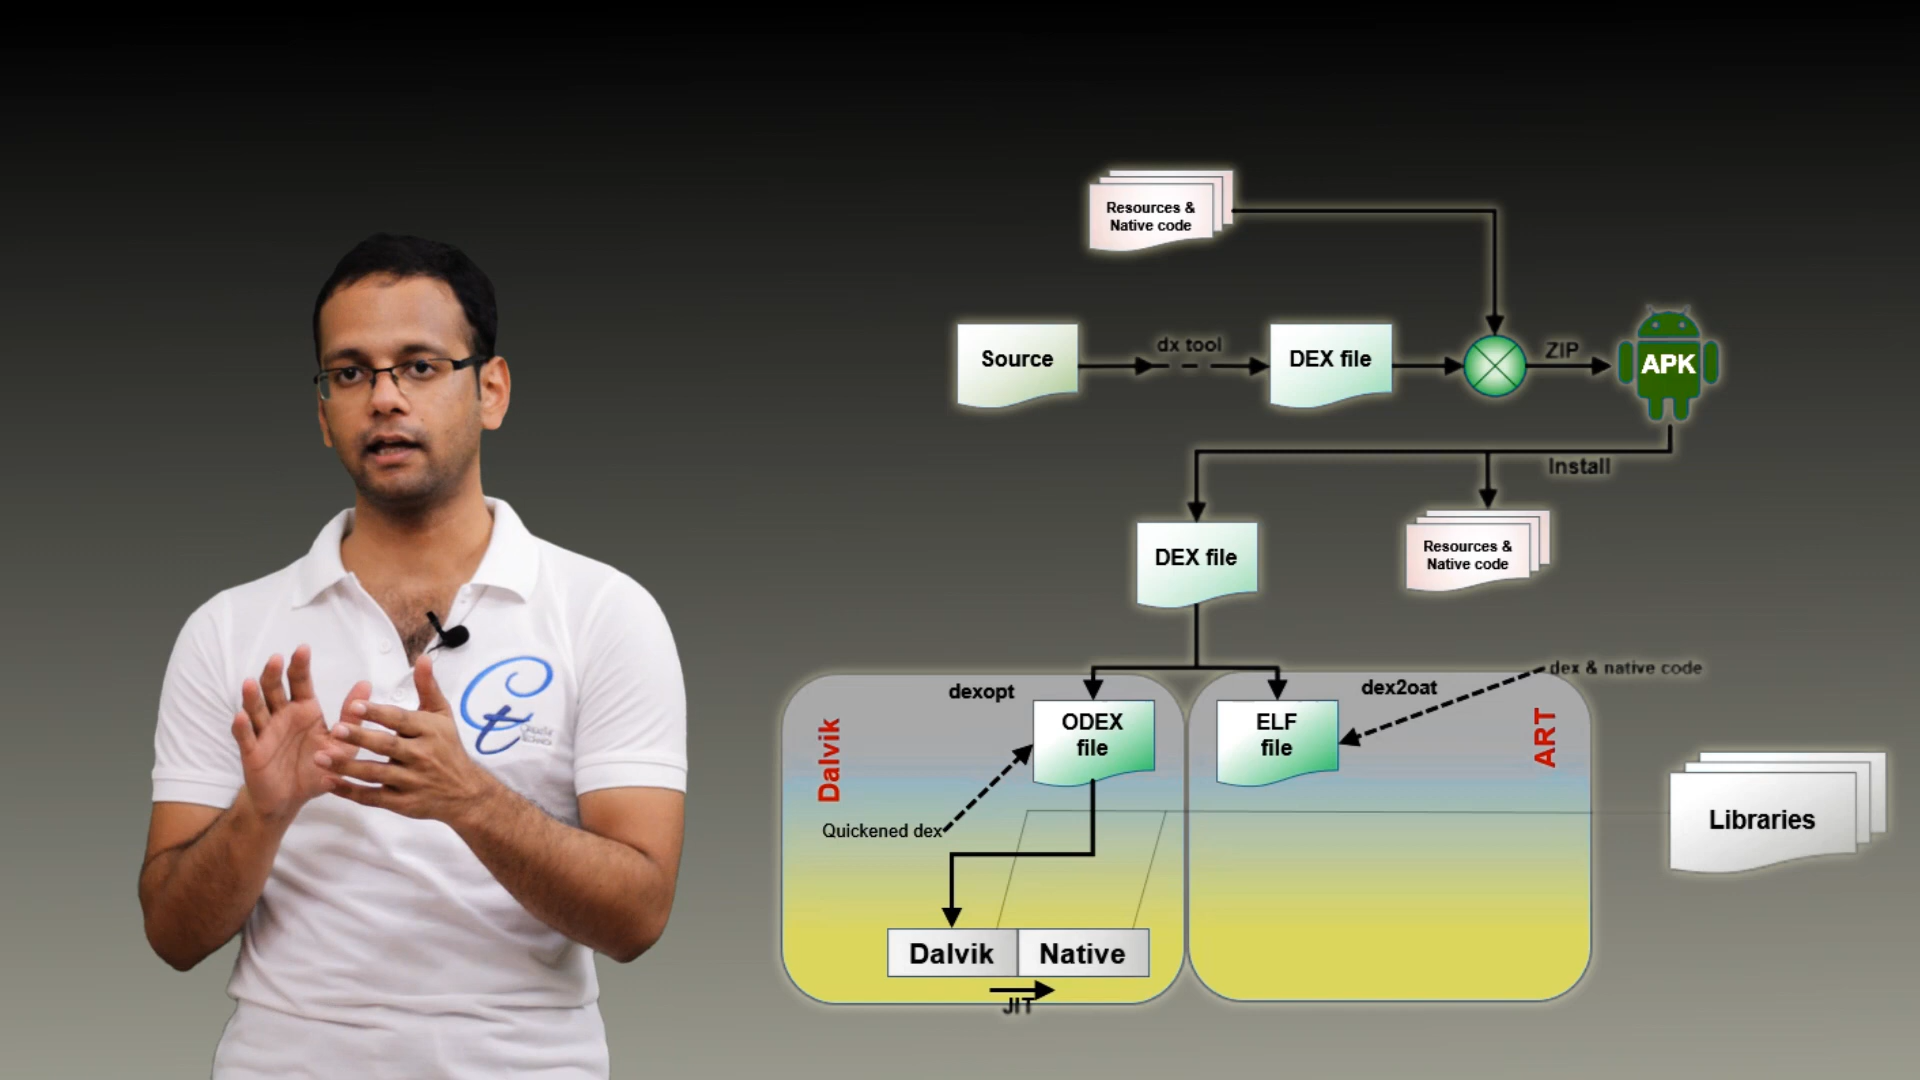 Resources &
Native code
Source
dx tool
DEX file
ZIP
APK
Install
DEX file
Resources &
Native code
dex & native code
dexopt
dex2oat
Dalvik
ODEX
file
ELF
file
ART
Quickened dex
Libraries
Dalvik
Native
JIT